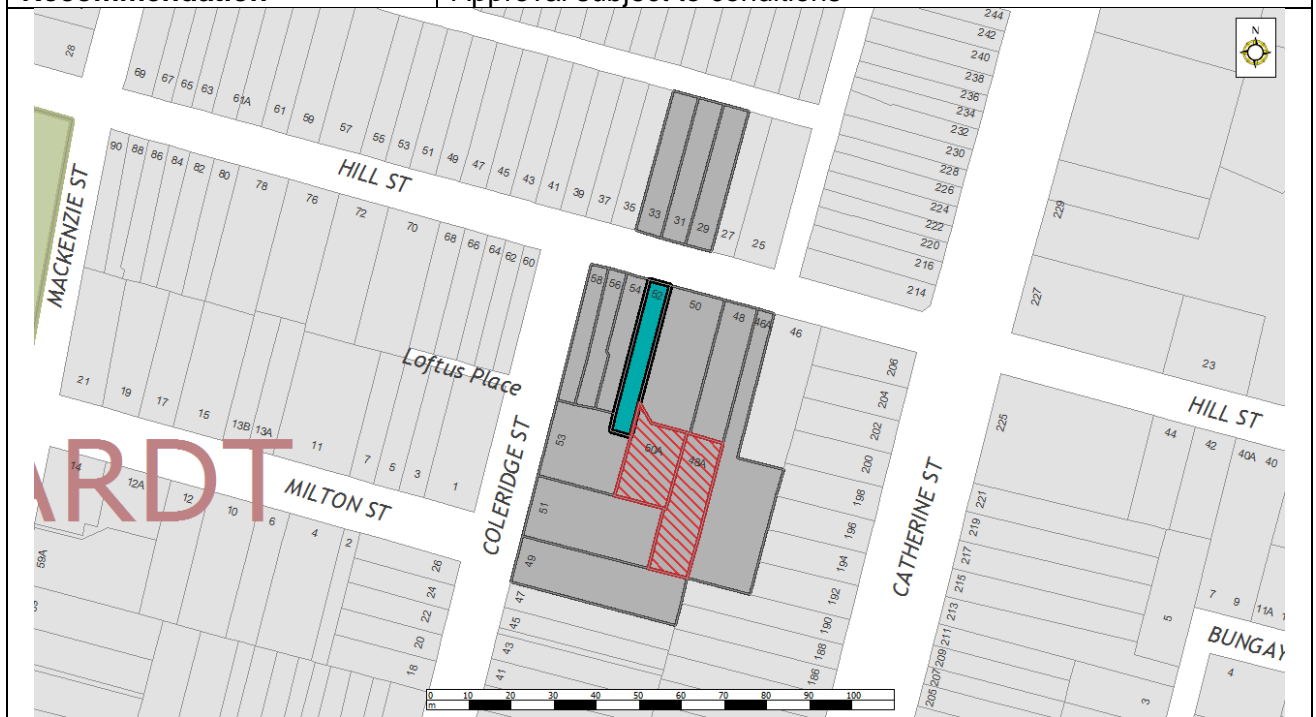 Recommendation Approval subject to conditions
N
28
69 67 65 63 61A 61 59 57 55 53 51 49 47 45 43 41 39 37 35 33 31 29 27 25
244
242
240
238
236
234
232
230
228
226
224
222
220
216
214
229
227
23
HILL ST
MACKENZIE ST
90 88 86 84 82 80 78 76 72 70 68 66 64 62 60
58 56 54 52 50 48 46A 46
206
204
202
200
198
196
194
192
190
188
186
Loftus Place
21 19 17 15 13B 13A 11 7 5 3 1
53
51
49
47
45
43
41
50A 48A
COLERIDGE ST
CATHERINE ST
HILL ST
225
44 42 40A 40
221
219
217
215
213
211
209
207
205
5
3
7 9 11A
BUNGAY
4
ARDT
MILTON ST
14 12A 12 10 6 4 2
59A
26
24
22
20
18
0 10 20 30 40 50 60 70 80 90 100
m